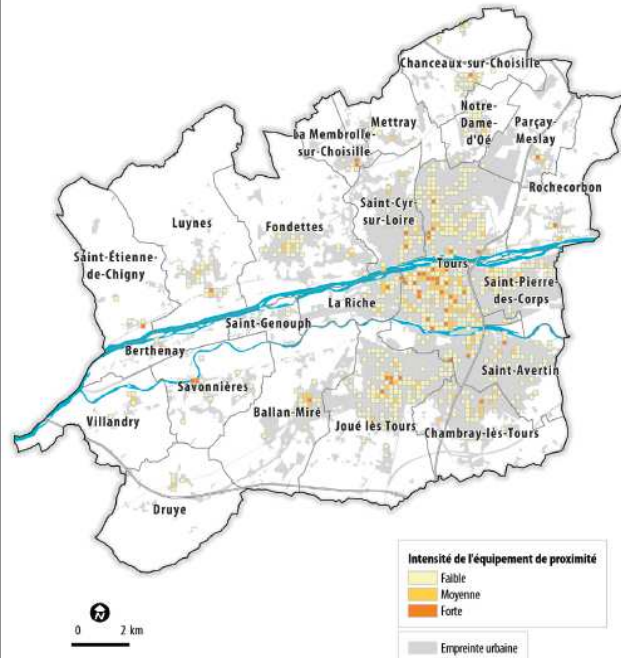 Chanceaux-sur-Choisille
Notre-
Dame-
d'Oé
Mettray
Parçay-
Meslay
La Membrolle-
sur-Choisille
Rochecorbon
Saint-Cyr-
sur-Loire
Luynes
Fondettes
Saint-Étienne-
de-Chigny
Tours
Saint-Pierre
des-Corps
La Riche
Saint-Genouph
Berthenay
Saint-Avertin
Savonnières
Villandry
Ballan-Miré
Joué lès Tours
Chambray-lès-Tours
Druye
Intensité de l'équipement de proximité
Faible
Moyenne
Forte
N
0 2 km
Empreinte urbaine